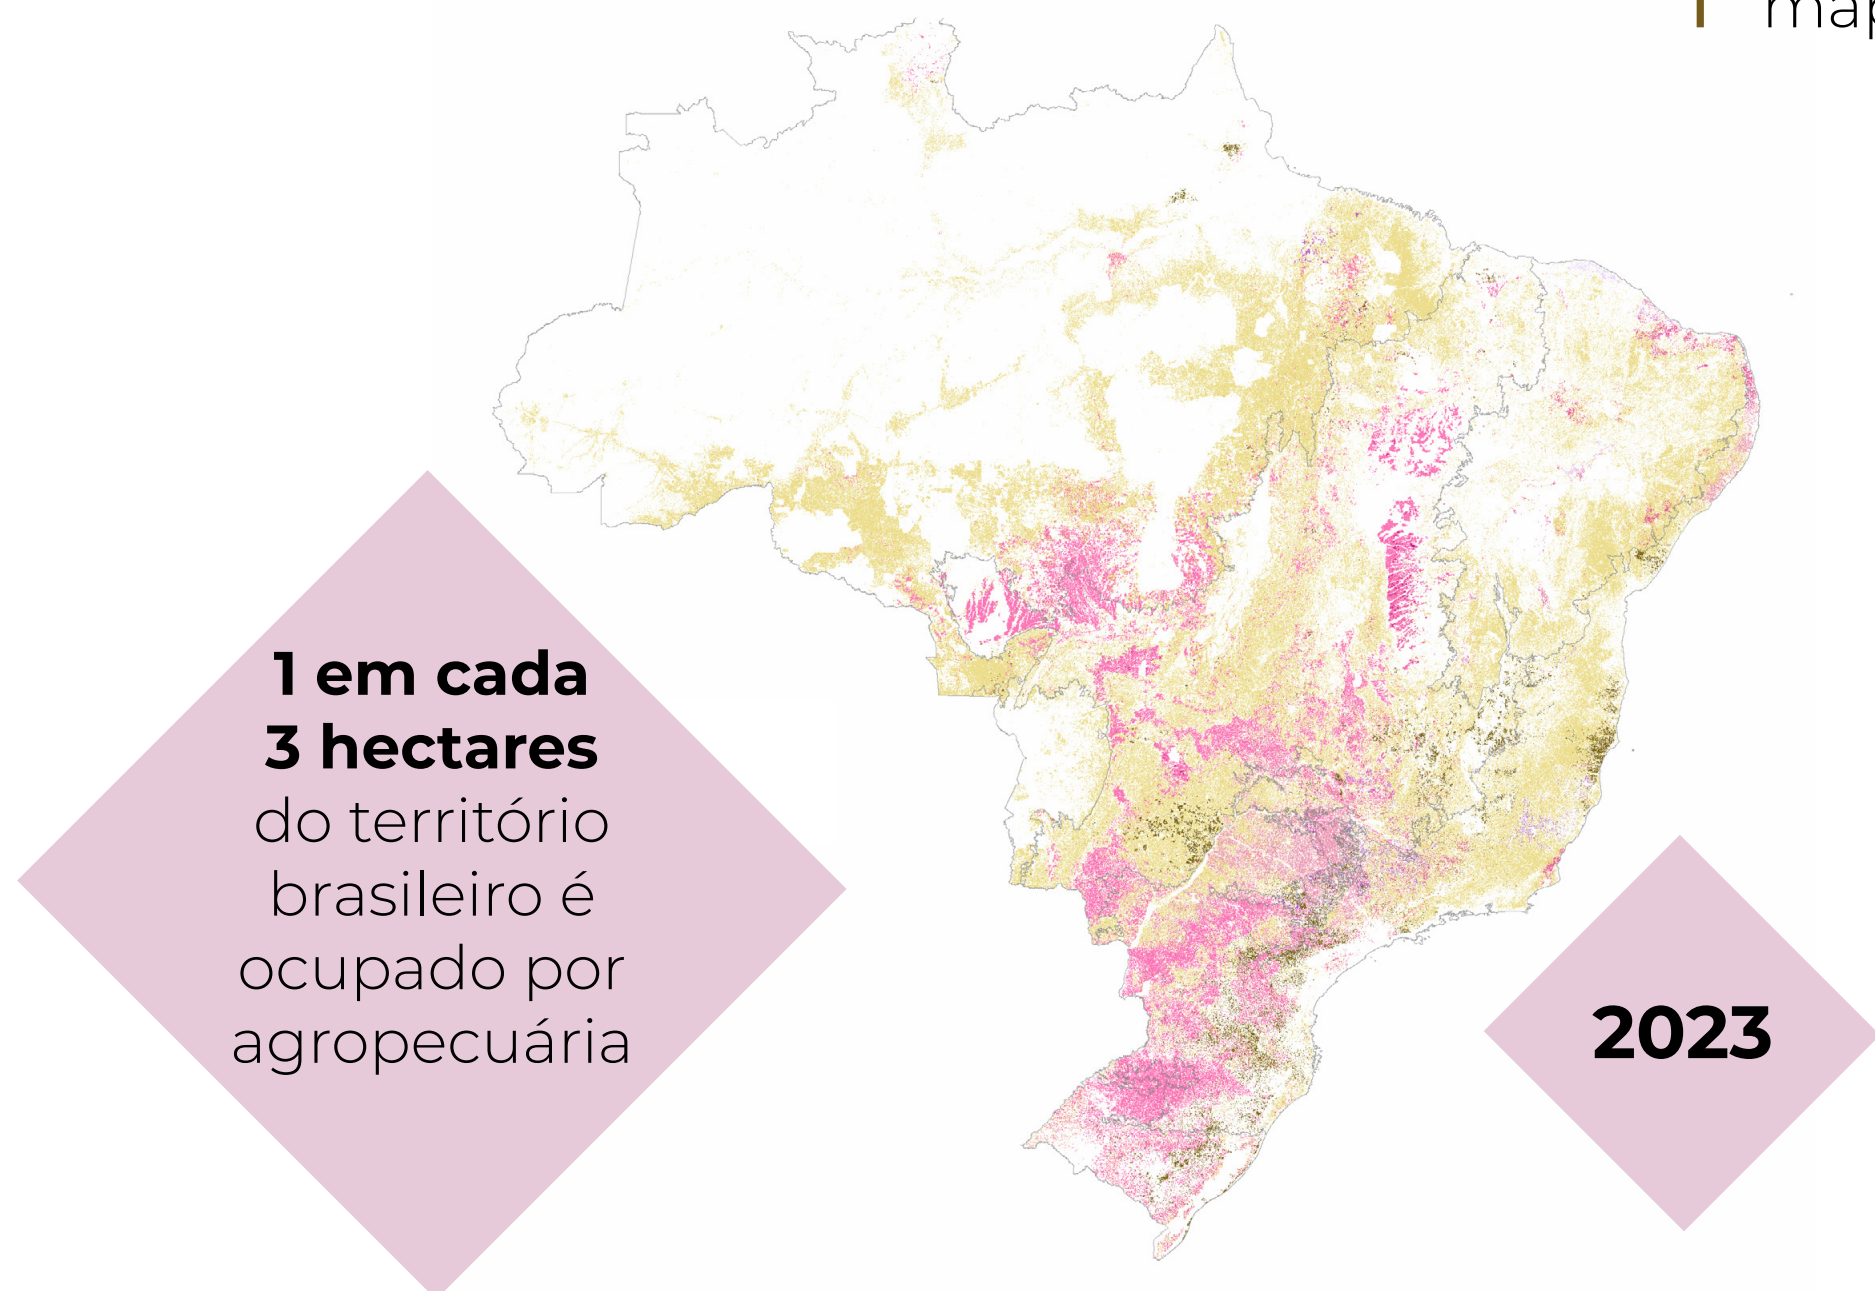 1 em cada
3 hectares
do território
brasileiro é
ocupado por
agropecuária
2023